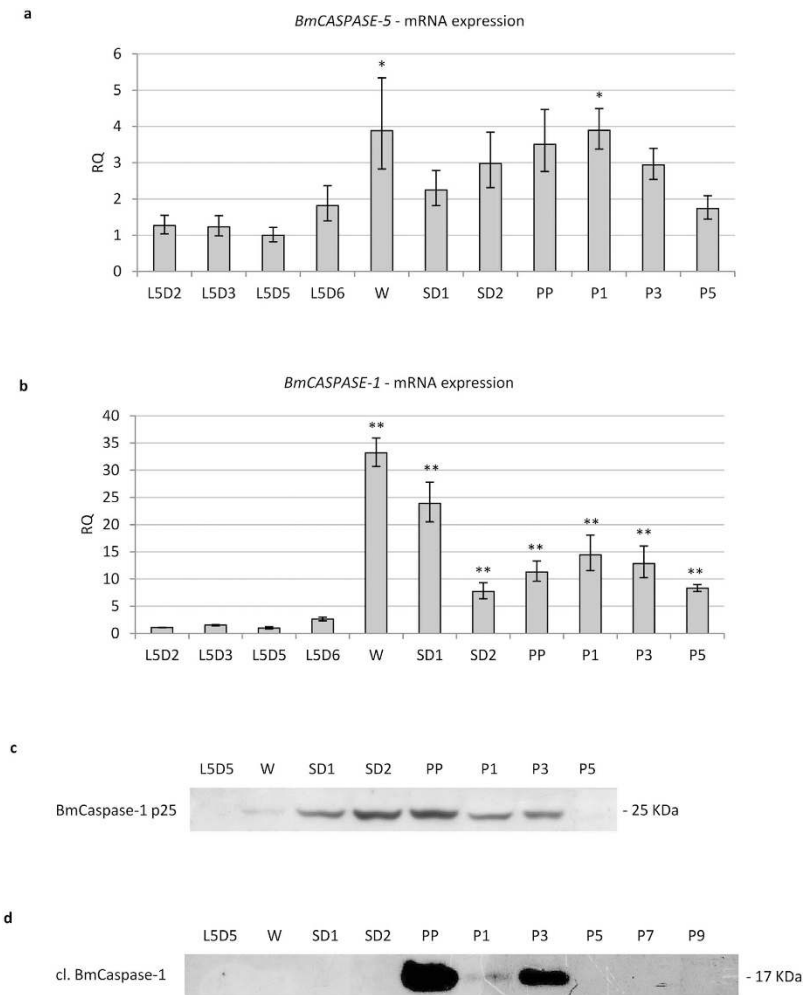 a
BmCASPASE-5 - mRNA expression
6
5
4
3
2
1
0
RQ
*
*
L5D2 L5D3 L5D5 L5D6 W SD1 SD2 PP P1 P3 P5
b
BmCASPASE-1 - mRNA expression
40
35
30
25
20
15
10
5
0
RQ
**
**
**
**
**
**
**
L5D2 L5D3 L5D5 L5D6 W SD1 SD2 PP P1 P3 P5
c
L5D5 W SD1 SD2 PP P1 P3 P5
BmCaspase-1 p25 - 25 KDa
d
L5D5 W SD1 SD2 PP P1 P3 P5 P7 P9
cl. BmCaspase-1 - 17 KDa